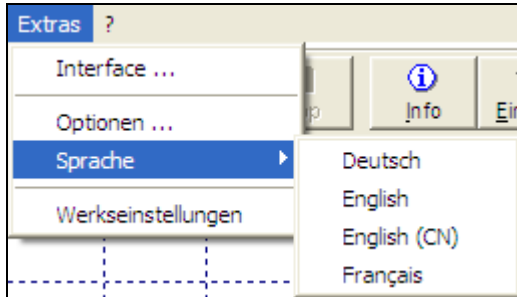 Extras ?
Interface ...
Info
Optionen ...
Sprache
Deutsch
English
Werkseinstellungen
English (CN)
Français